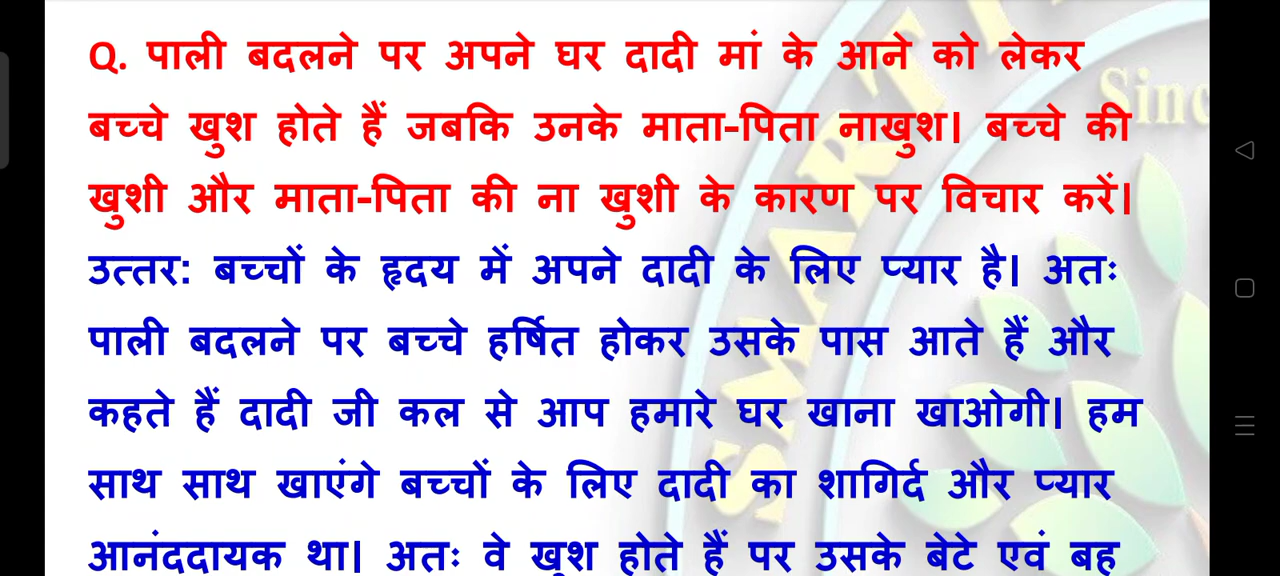 Q. पाली बदलने पर अपने घर दादी मां के आने को लेकर
बच्चे खुश होते हैं जबकि उनके माता-पिता नाखुश। बच्चे की
खुशी और माता-पिता की ना खुशी के कारण पर विचार करें।
उत्तर: बच्चों के हृदय में अपने दादी के लिए प्यार है। अतः
पाली बदलने पर बच्चे हर्षित होकर उसके पास आते हैं और
कहते हैं दादी जी कल से आप हमारे घर खाना खाओगी। हम
साथ साथ खाएंगे बच्चों के लिए दादी का शागिर्द और प्यार
आनंददायक था। अतः वे खुश होते हैं पर उसके बेटे एवं बह
SMART
Sinc